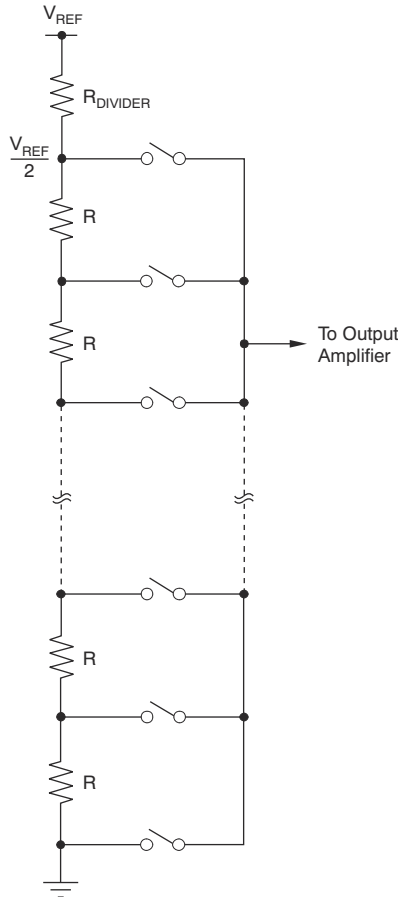 VREF
RDIVIDER
VREF
2
R
R
To Output
Amplifier
R
R